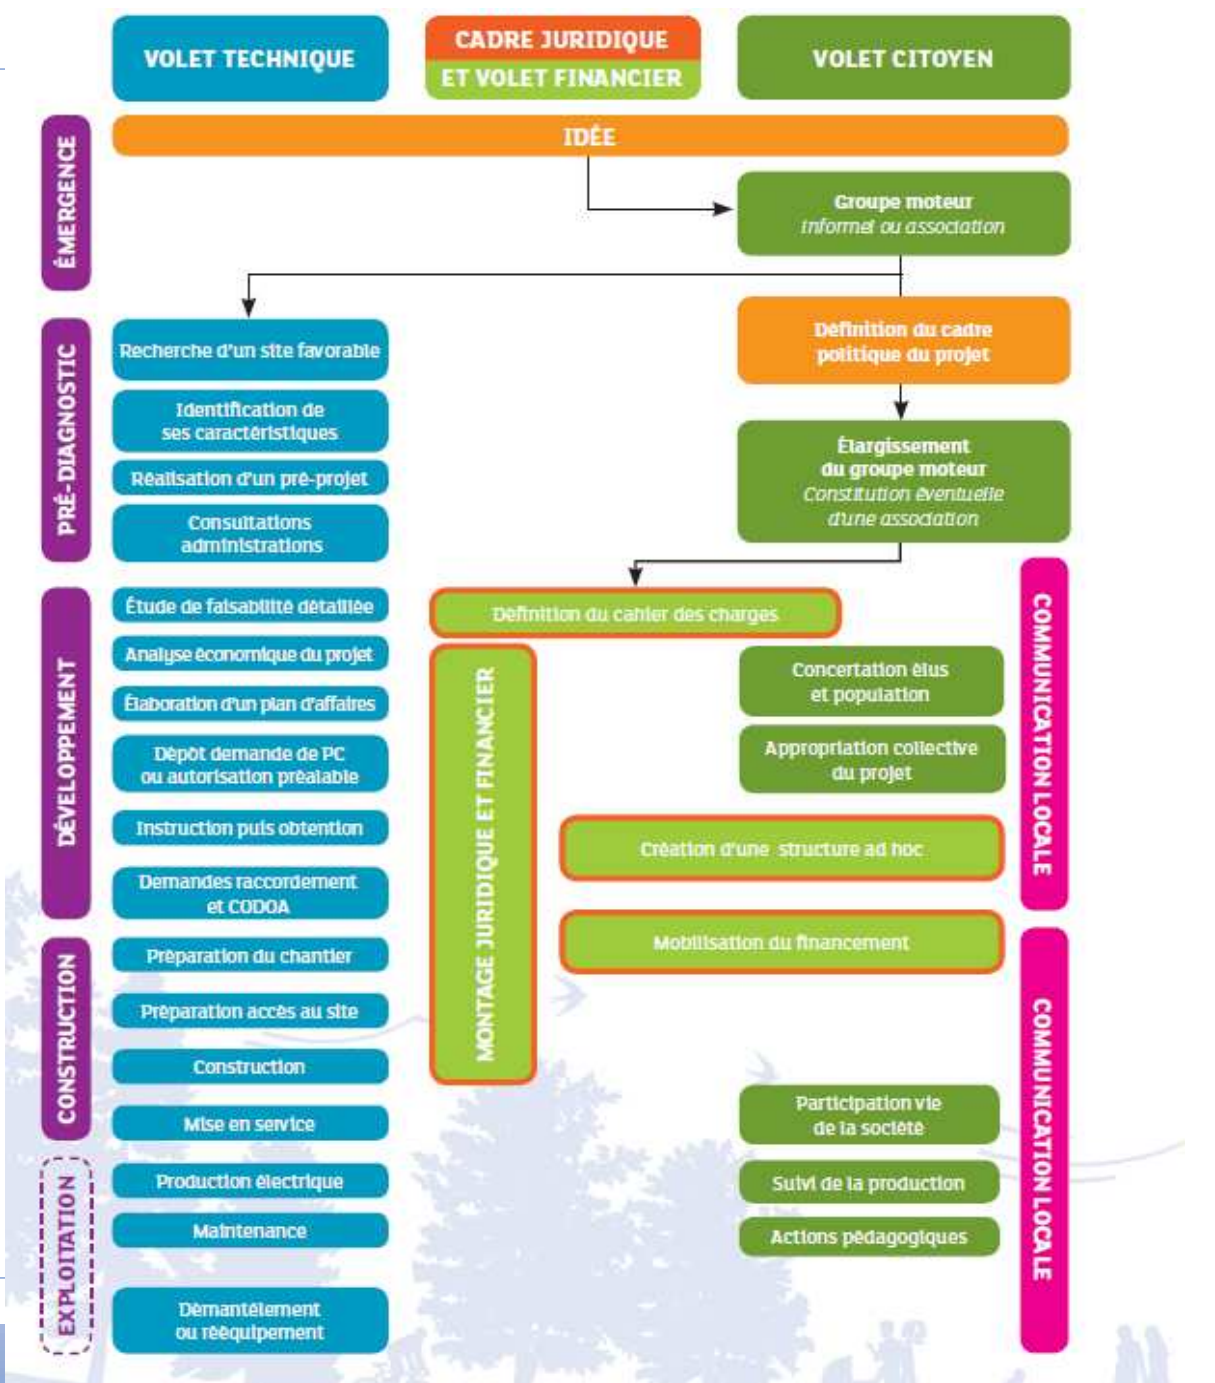 VOLET TECHNIQUE
CADRE JURIDIQUE
ET VOLET FINANCIER
VOLET CITOYEN
ÉMERGENCE
IDÉE
Groupe moteur
Informel ou association
PRÉ-DIAGNOSTIC
Recherche d'un site favorable
Identification de
ses caractéristiques
Réalisation d'un pré-projet
Consultations
administrations
Définition du cadre
politique du projet
Élargissement
du groupe moteur
Constitution éventuelle
d'une association
DÉVELOPPEMENT
Étude de faisabilité détaillée
Analyse économique du projet
Élaboration d'un plan d'affaires
Dépôt demande de PC
ou autorisation préalable
Instruction puis obtention
Demandes raccordement
et CODOA
Définition du cahier des charges
MONTAGE JURIDIQUE ET FINANCIER
Concertation élus
et population
Appropriation collective
du projet
Création d'une structure ad hoc
Mobilisation du financement
COMMUNICATION LOCALE
CONSTRUCTION
Préparation du chantier
Préparation accès au site
Construction
Mise en service
EXPLOITATION
Production électrique
Maintenance
Démantèlement
ou rééquipement
Participation vie
de la société
Suivi de la production
Actions pédagogiques
COMMUNICATION LOCALE